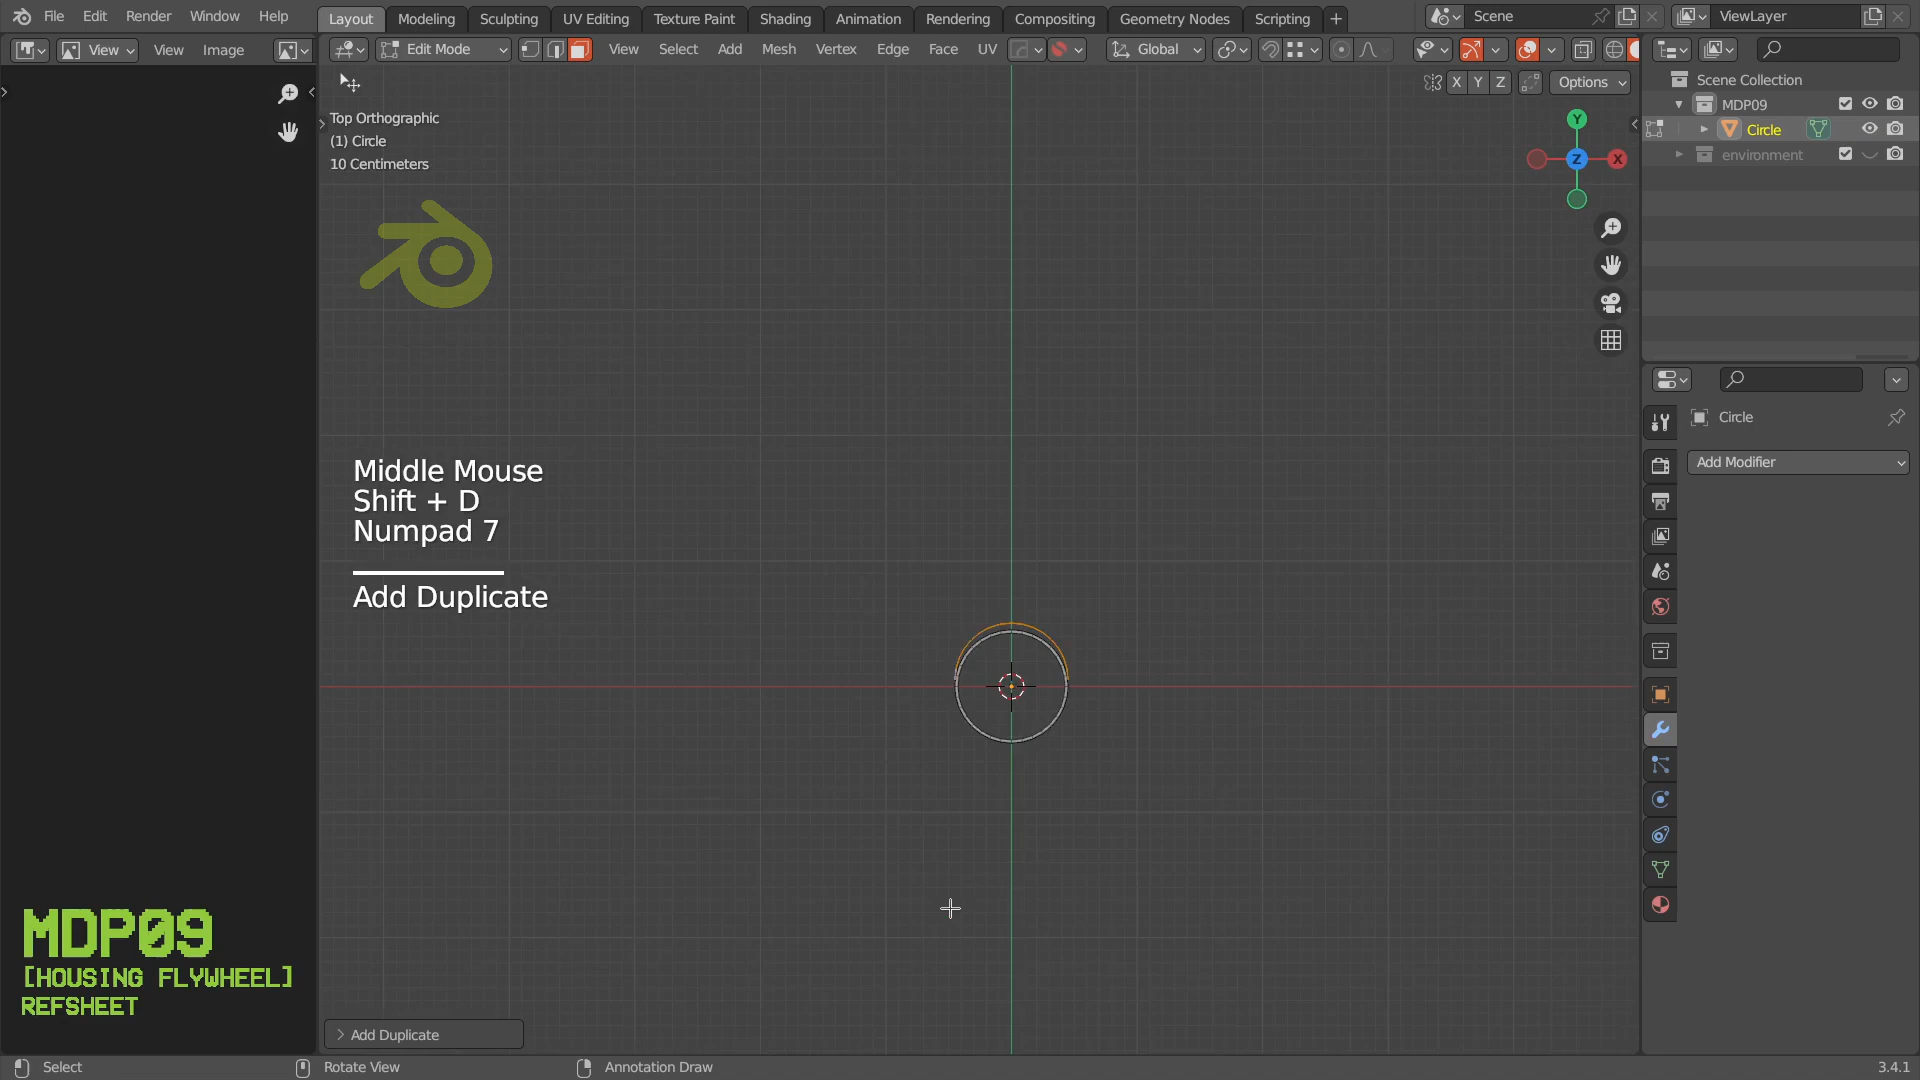 File Edit Render Window Help Layout Modeling Sculpting UV Editing Texture Paint Shading Animation Rendering Compositing Geometry Nodes Scripting + Scene ViewLayer
View View Image Edit Mode View Select Add Mesh Vertex Edge Face UV Global
X Y Z Options
Scene Collection
MDP09
Circle
environment
Top Orthographic
(1) Circle
10 Centimeters
Y
Z
X
Circle
Add Modifier
Middle Mouse
Shift + D
Numpad 7
Add Duplicate
MDP09
[HOUSING FLYWHEEL]
REFSHEET
Add Duplicate
Select Rotate View Annotation Draw 3.4.1